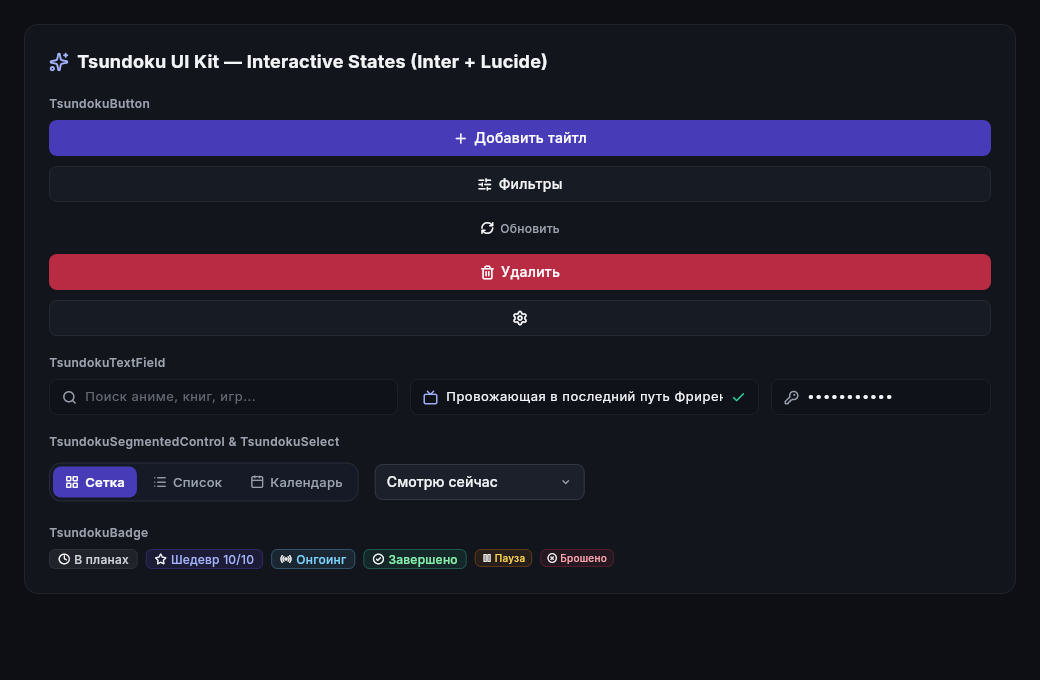 Tsundoku UI Kit — Interactive States (Inter + Lucide)
TsundokuButton
Добавить тайтл
Фильтры
Обновить
Удалить
TsundokuTextField
Поиск аниме, книг, игр...
Провожающая в последний путь Фрирен
•••••••••••
TsundokuSegmentedControl & TsundokuSelect
Сетка Список Календарь Смотрю сейчас
TsundokuBadge
В планах Шедевр 10/10 Онгоинг Завершено Пауза Брошено